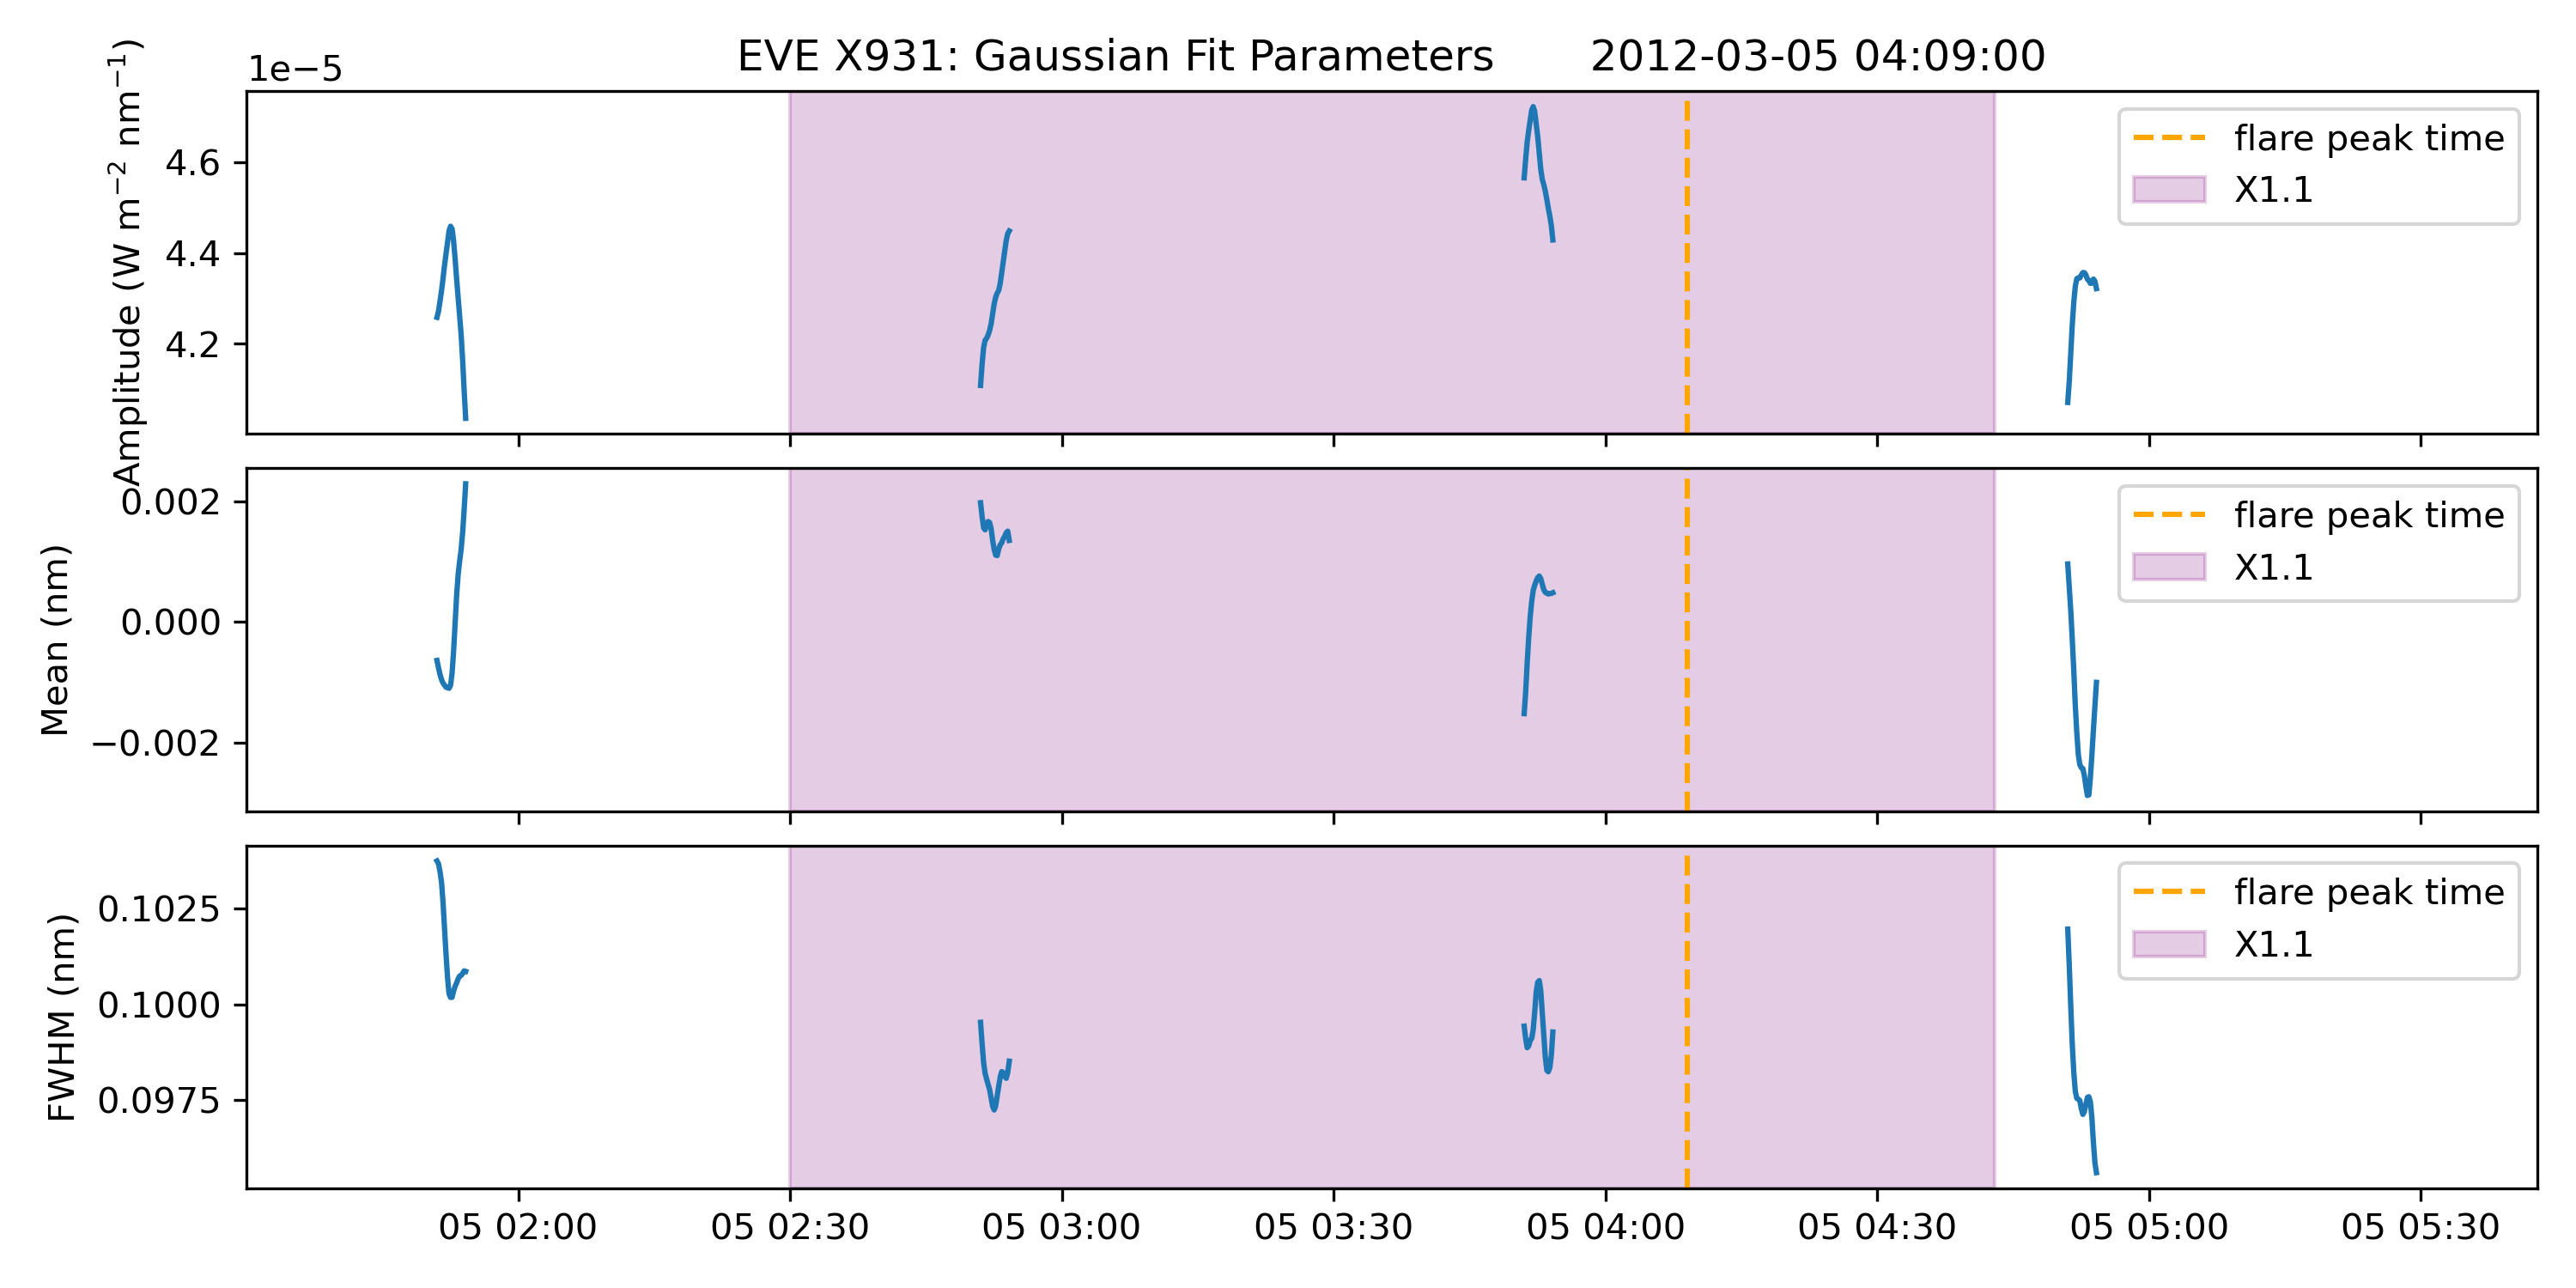 EVE X931: Gaussian Fit Parameters 2012-03-05 04:09:00
1e−5
Amplitude (W m⁻² nm⁻¹)
4.6
4.4
4.2
flare peak time
X1.1
Mean (nm)
0.002
0.000
−0.002
flare peak time
X1.1
FWHM (nm)
0.1025
0.1000
0.0975
flare peak time
X1.1
05 02:00 05 02:30 05 03:00 05 03:30 05 04:00 05 04:30 05 05:00 05 05:30